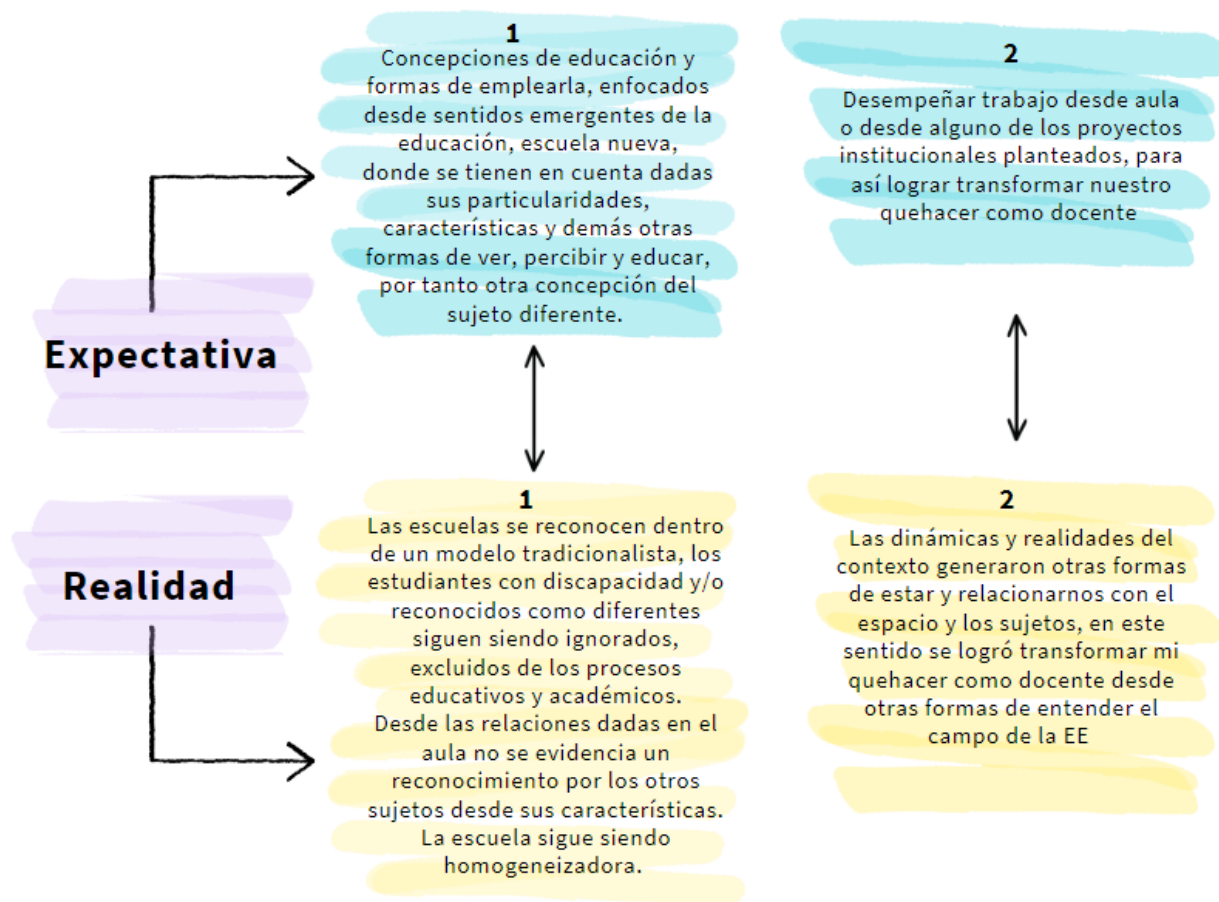 Expectativa
1
Concepciones de educación y
formas de emplearla, enfocados
desde sentidos emergentes de la
educación, escuela nueva,
donde se tienen en cuenta dadas
sus particularidades,
características y demás otras
formas de ver, percibir y educar,
por tanto otra concepción del
sujeto diferente.
2
Desempeñar trabajo desde aula
o desde alguno de los proyectos
institucionales planteados, para
así lograr transformar nuestro
quehacer como docente
Realidad
1
Las escuelas se reconocen dentro
de un modelo tradicionalista, los
estudiantes con discapacidad y/o
reconocidos como diferentes
siguen siendo ignorados,
excluidos de los procesos
educativos y académicos.
Desde las relaciones dadas en el
aula no se evidencia un
reconocimiento por los otros
sujetos desde sus características.
La escuela sigue siendo
homogeneizadora.
2
Las dinámicas y realidades del
contexto generaron otras formas
de estar y relacionarnos con el
espacio y los sujetos, en este
sentido se logró transformar mi
quehacer como docente desde
otras formas de entender el
campo de la EE